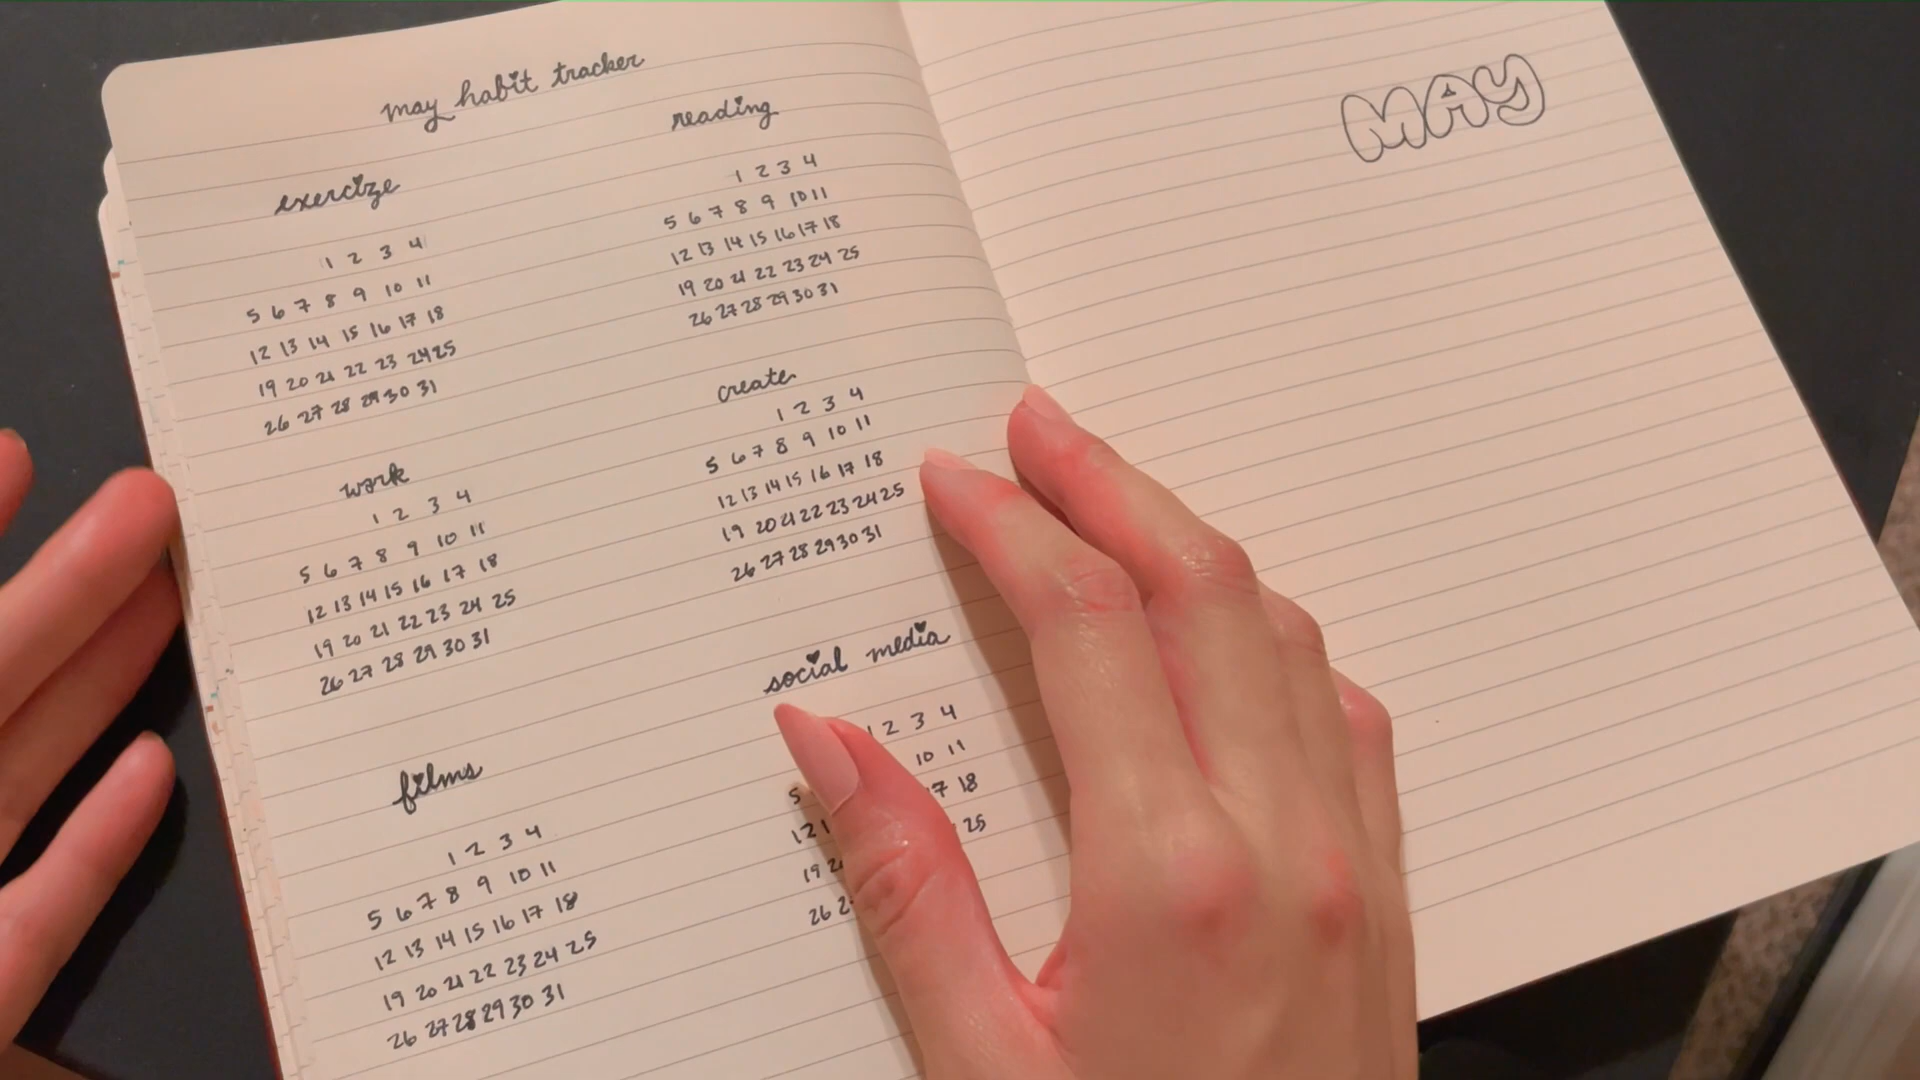 may habit tracker
exercize
1 2 3 4
5 6 7 8 9 10 11
12 13 14 15 16 17 18
19 20 21 22 23 24 25
26 27 28 29 30 31
work
1 2 3 4
5 6 7 8 9 10 11
12 13 14 15 16 17 18
19 20 21 22 23 24 25
26 27 28 29 30 31
films
1 2 3 4
5 6 7 8 9 10 11
12 13 14 15 16 17 18
19 20 21 22 23 24 25
26 27 28 29 30 31
reading
1 2 3 4
5 6 7 8 9 10 11
12 13 14 15 16 17 18
19 20 21 22 23 24 25
26 27 28 29 30 31
create
1 2 3 4
5 6 7 8 9 10 11
12 13 14 15 16 17 18
19 20 21 22 23 24 25
26 27 28 29 30 31
social media
1 2 3 4
5 10 11
12 18
19 25
26
MAY